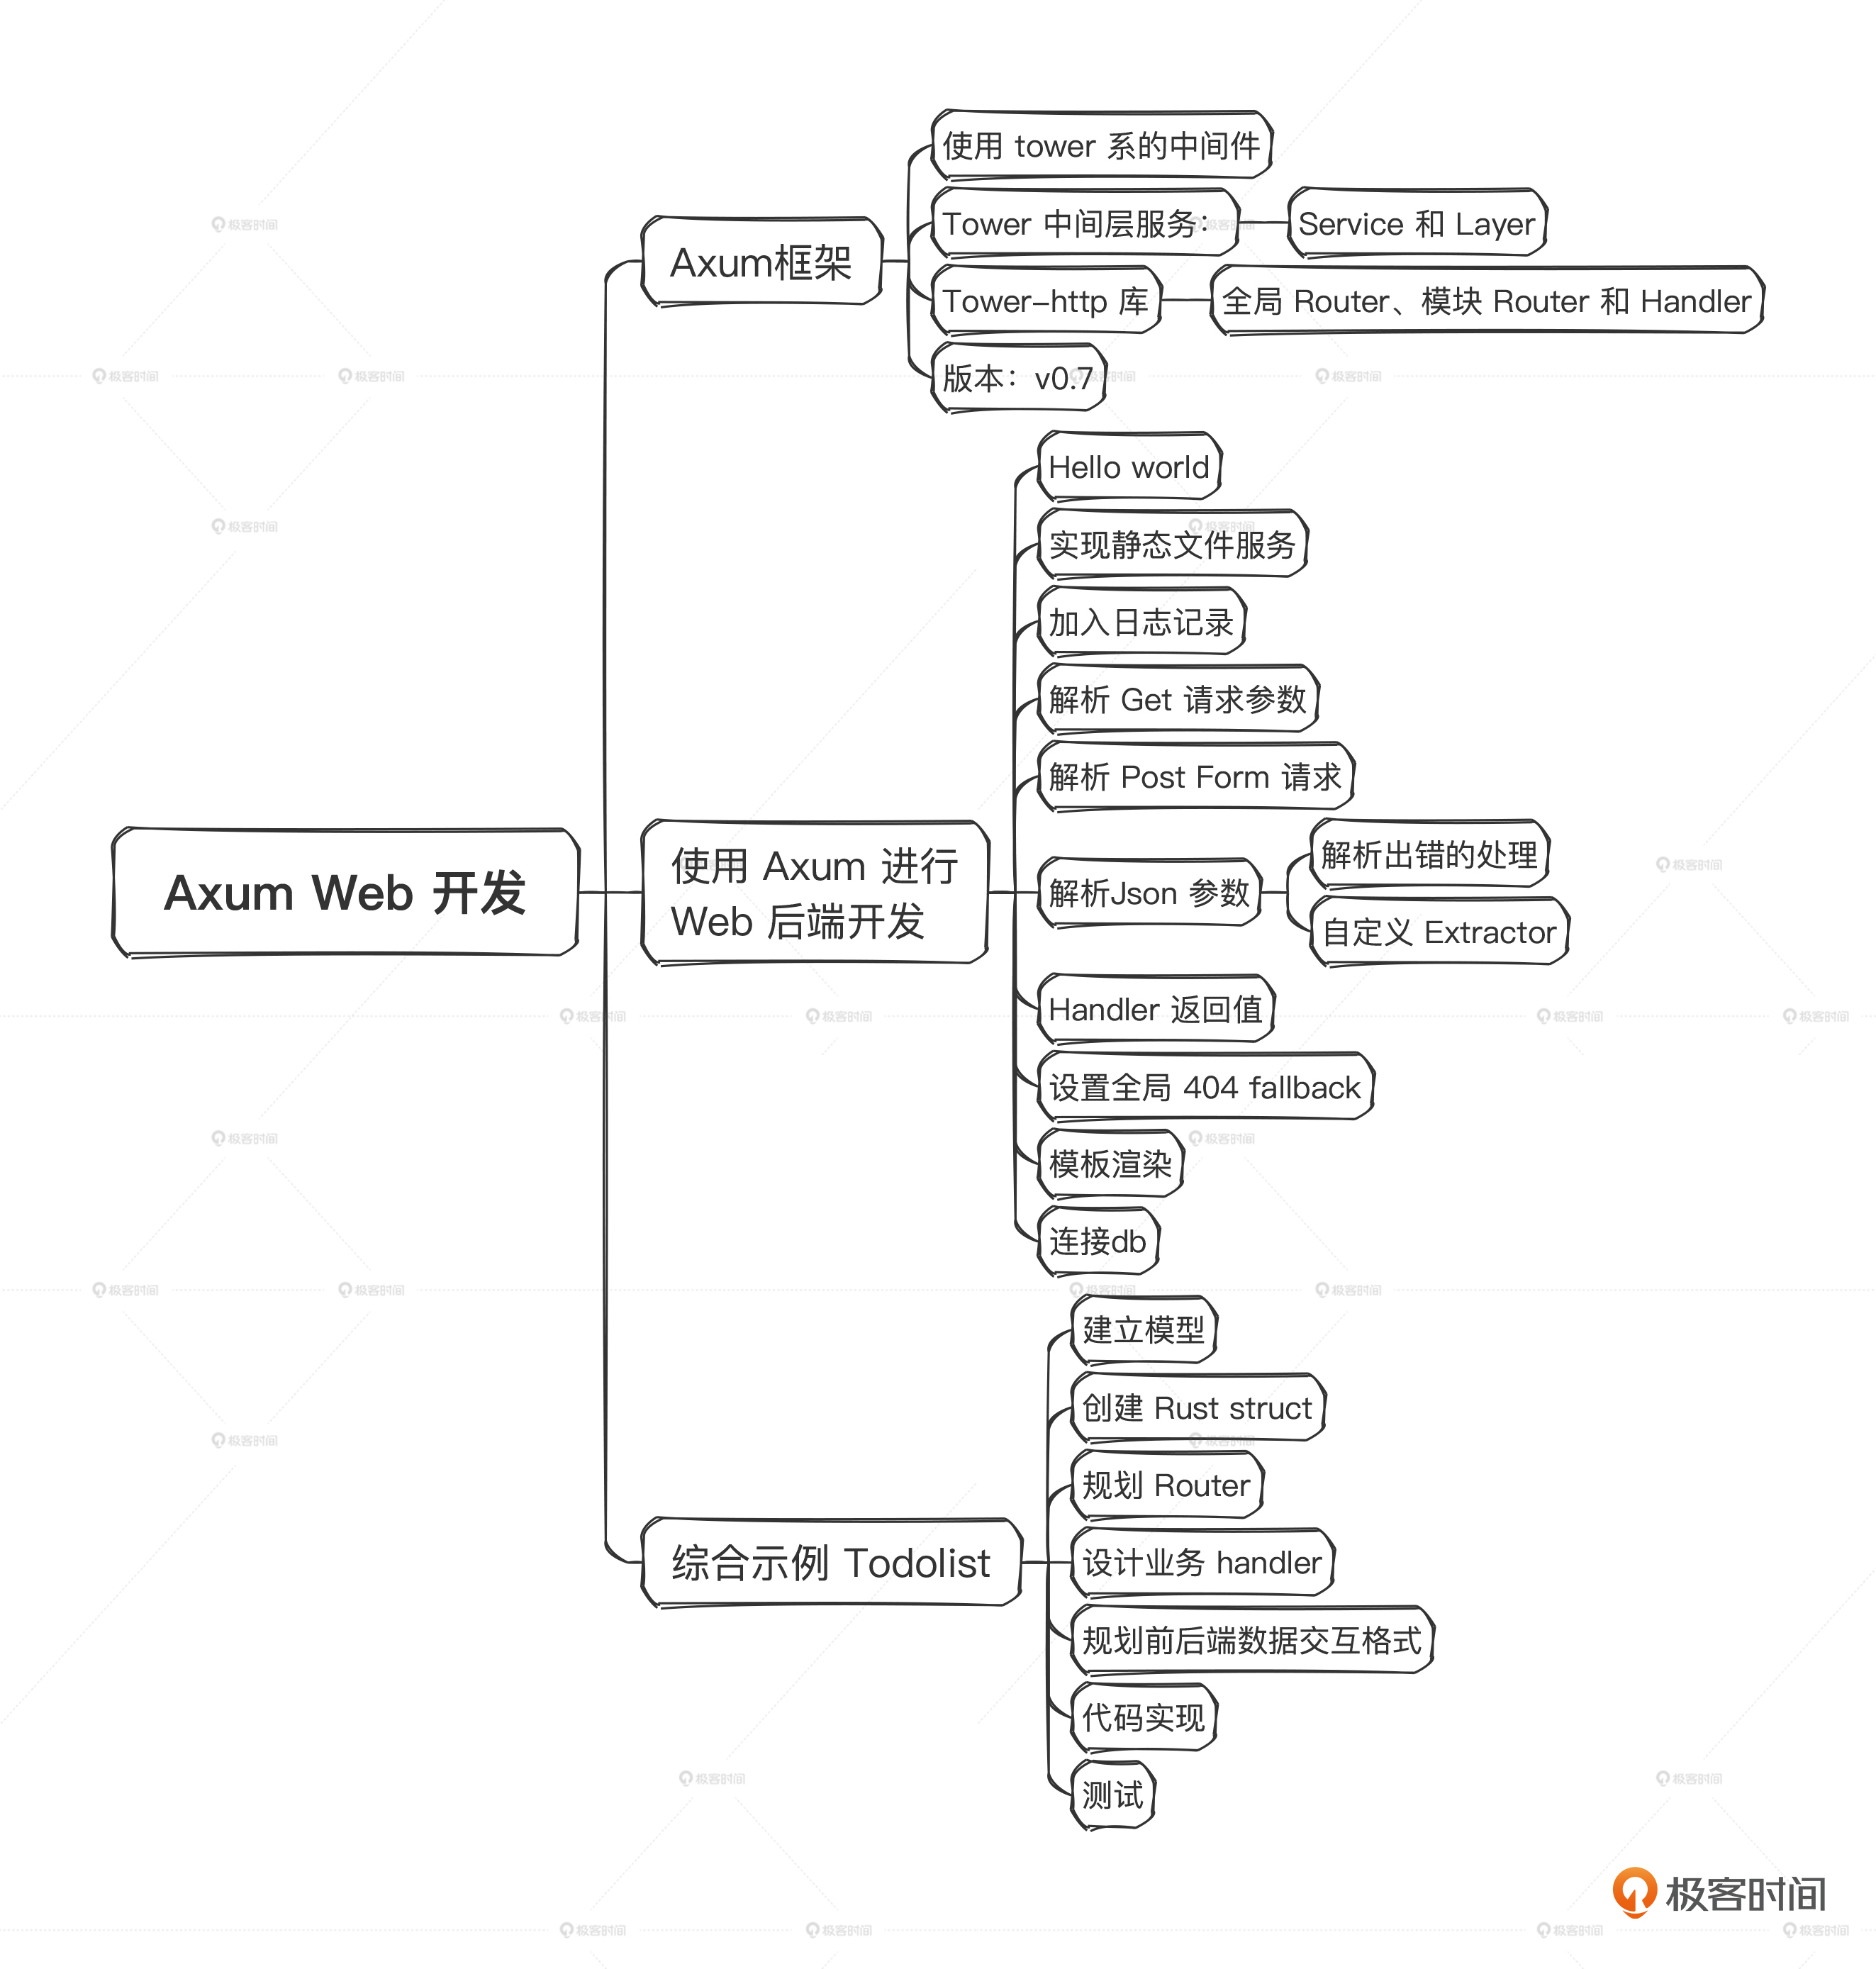 Axum Web 开发
Axum框架
使用 tower 系的中间件
Tower 中间层服务：
Service 和 Layer
Tower-http 库
全局 Router、模块 Router 和 Handler
版本：v0.7
使用 Axum 进行
Web 后端开发
Hello world
实现静态文件服务
加入日志记录
解析 Get 请求参数
解析 Post Form 请求
解析Json 参数
解析出错的处理
自定义 Extractor
Handler 返回值
设置全局 404 fallback
模板渲染
连接db
综合示例 Todolist
建立模型
创建 Rust struct
规划 Router
设计业务 handler
规划前后端数据交互格式
代码实现
测试
极客时间